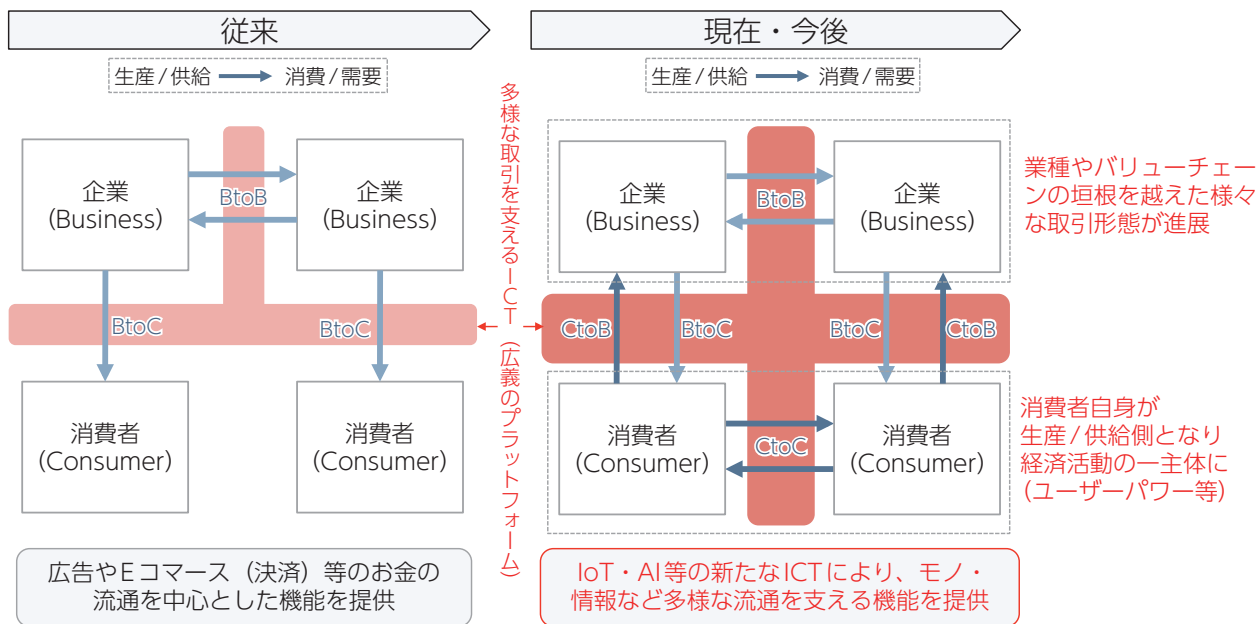 従来
生産/供給 消費/需要
企業
(Business)
BtoB
企業
(Business)
BtoC
BtoC
消費者
(Consumer)
消費者
(Consumer)
広告やEコマース（決済）等のお金の
流通を中心とした機能を提供
多様な取引を支えるICT（広義のプラットフォーム）
現在・今後
生産/供給 消費/需要
企業
(Business)
BtoB
企業
(Business)
業種やバリューチェー
ンの垣根を越えた様々
な取引形態が進展
CtoB
BtoC
BtoC
CtoB
消費者
(Consumer)
CtoC
消費者
(Consumer)
消費者自身が
生産/供給側となり
経済活動の一主体に
(ユーザーパワー等)
IoT・AI等の新たなICTにより、モノ・
情報など多様な流通を支える機能を提供